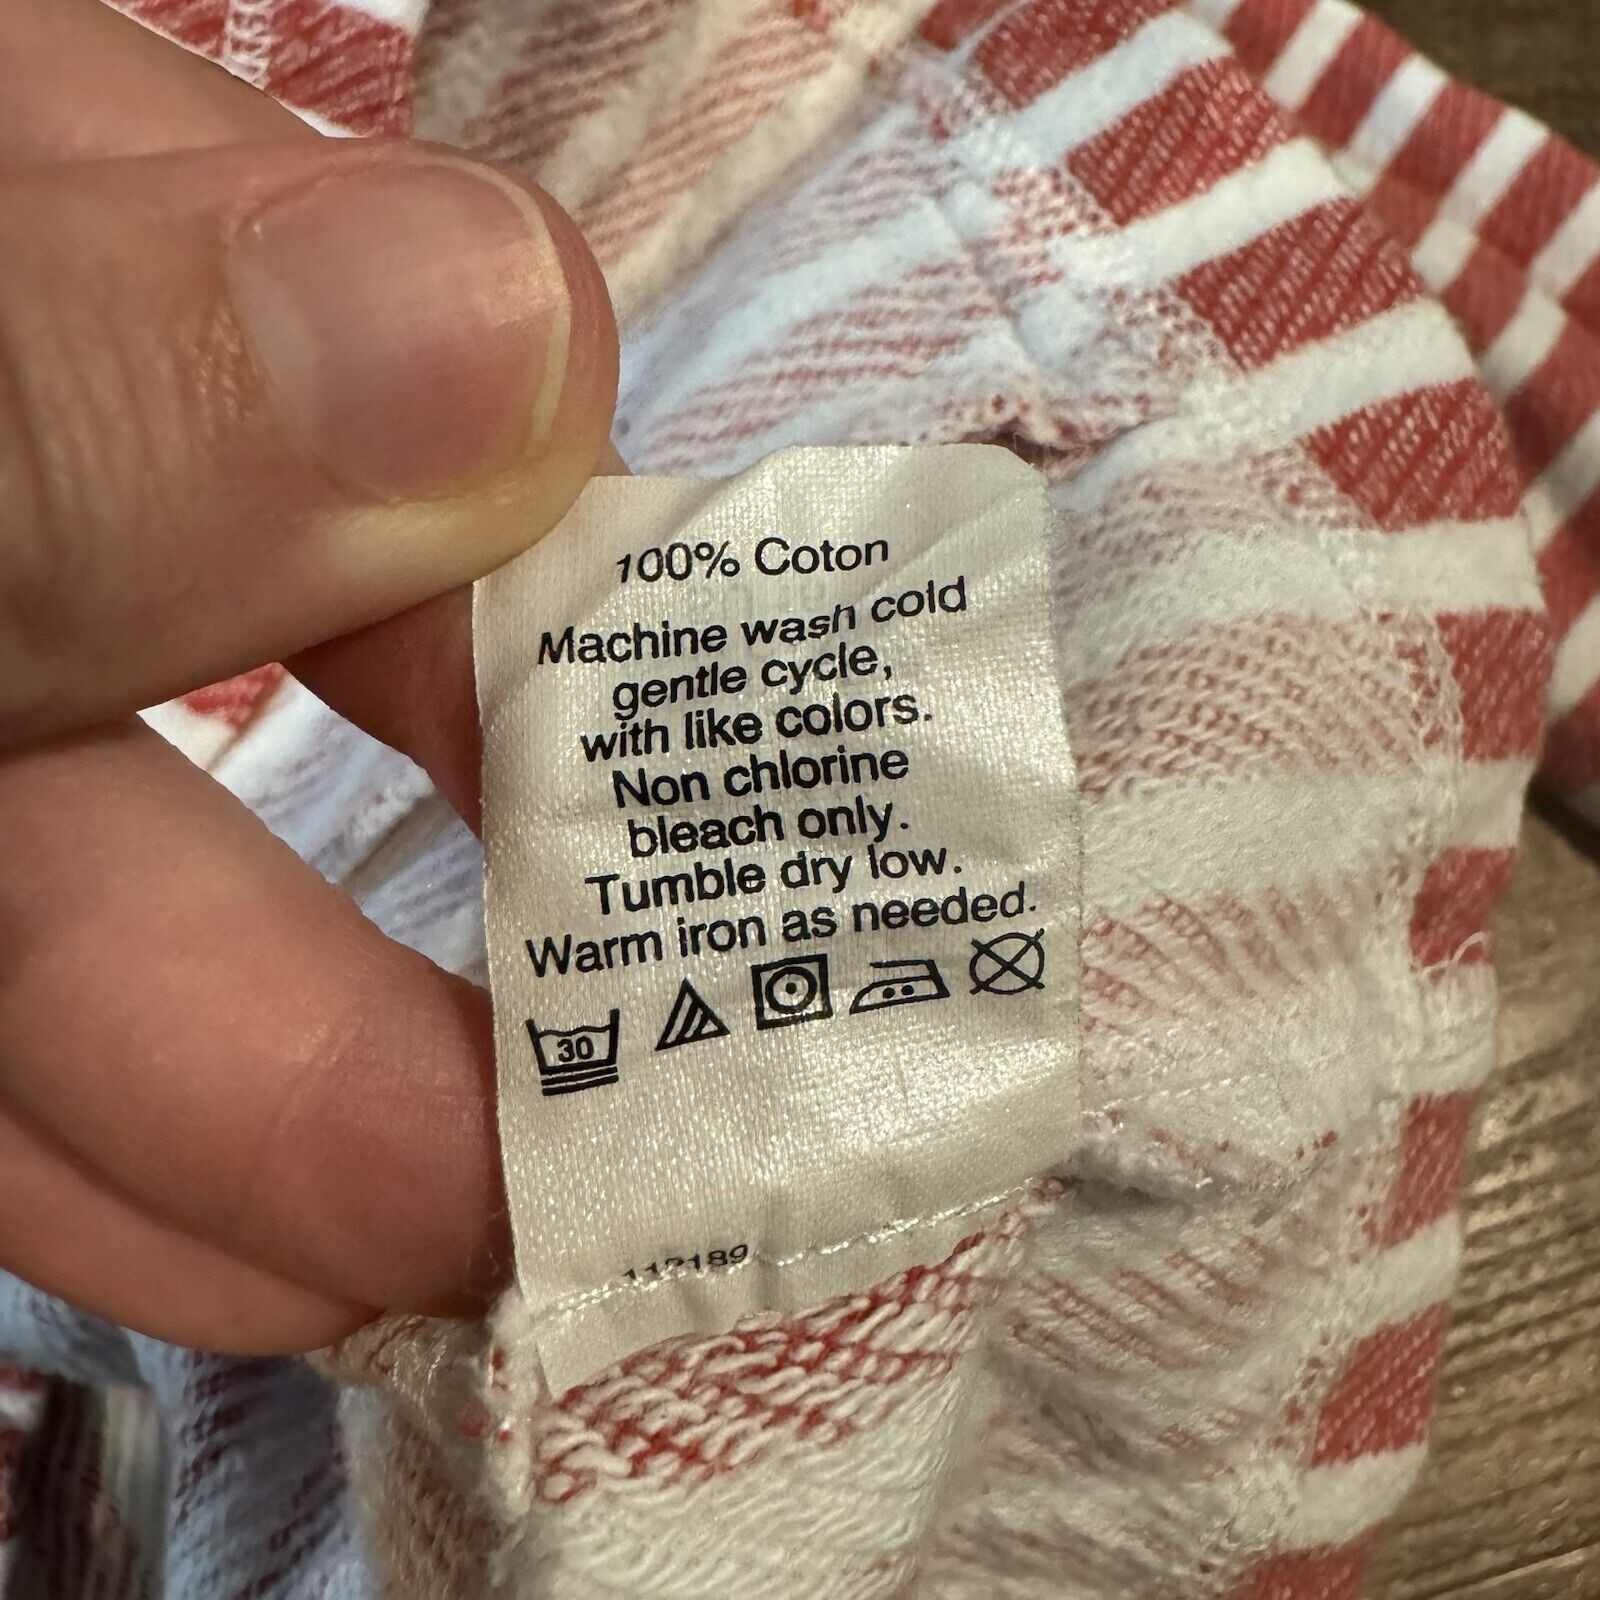 100% Coton
Machine wash cold
gentle cycle,
with like colors.
Non chlorine
bleach only.
Tumble dry low.
Warm iron as needed.
30
112189